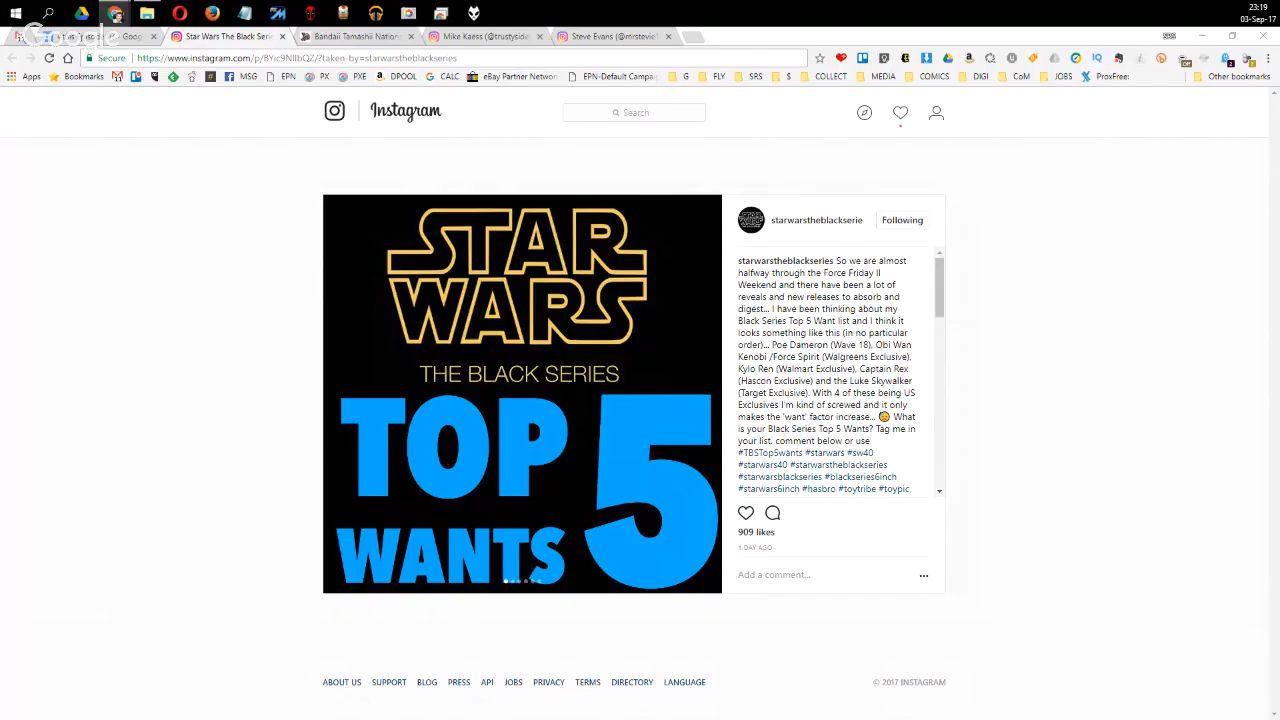 23:19
03-Sep-17
Google
Googl
Star Wars The Black Serie
Bandaii Tamashii Nation
Mike Kaess (@trustyside
Steve Evans (@mrstevie
Secure
https://www.instagram.com/p/8Yic9NlIbQZ/?taken-by=starwarstheblackseries
Apps
Bookmarks
MSG
EPN
PX
PXE
DPOOL
CALC
eBay Partner Network
EPN-Default Campai
G
FLY
SRS
S
COLLECT
MEDIA
COMICS
DIGI
CoM
JOBS
ProxFree
Other bookmarks
Instagram
Search
STAR
WARS
THE BLACK SERIES
TOP 5
WANTS
starwarstheblackserie
Following
starwarstheblackseries So we are almost
halfway through the Force Friday II
Weekend and there have been a lot of
reveals and new releases to absorb and
digest... I have been thinking about my
Black Series Top 5 Want list and I think it
looks something like this (in no particular
order)... Poe Dameron (Wave 18), Obi Wan
Kenobi /Force Spirit (Walgreens Exclusive),
Kylo Ren (Walmart Exclusive), Captain Rex
(Hascon Exclusive) and the Luke Skywalker
(Target Exclusive). With 4 of these being US
Exclusives I'm kind of screwed and it only
makes the 'want' factor increase... 😥 What
is your Black Series Top 5 Wants? Tag me in
your list, comment below or use
#TBSTop5wants #starwars #sw40
#starwars40 #starwarstheblackseries
#starwarsblackseries #blackseries6inch
#starwars6inch #hasbro #toytribe #toypic
909 likes
1 DAY AGO
Add a comment...
ABOUT US
SUPPORT
BLOG
PRESS
API
JOBS
PRIVACY
TERMS
DIRECTORY
LANGUAGE
© 2017 INSTAGRAM